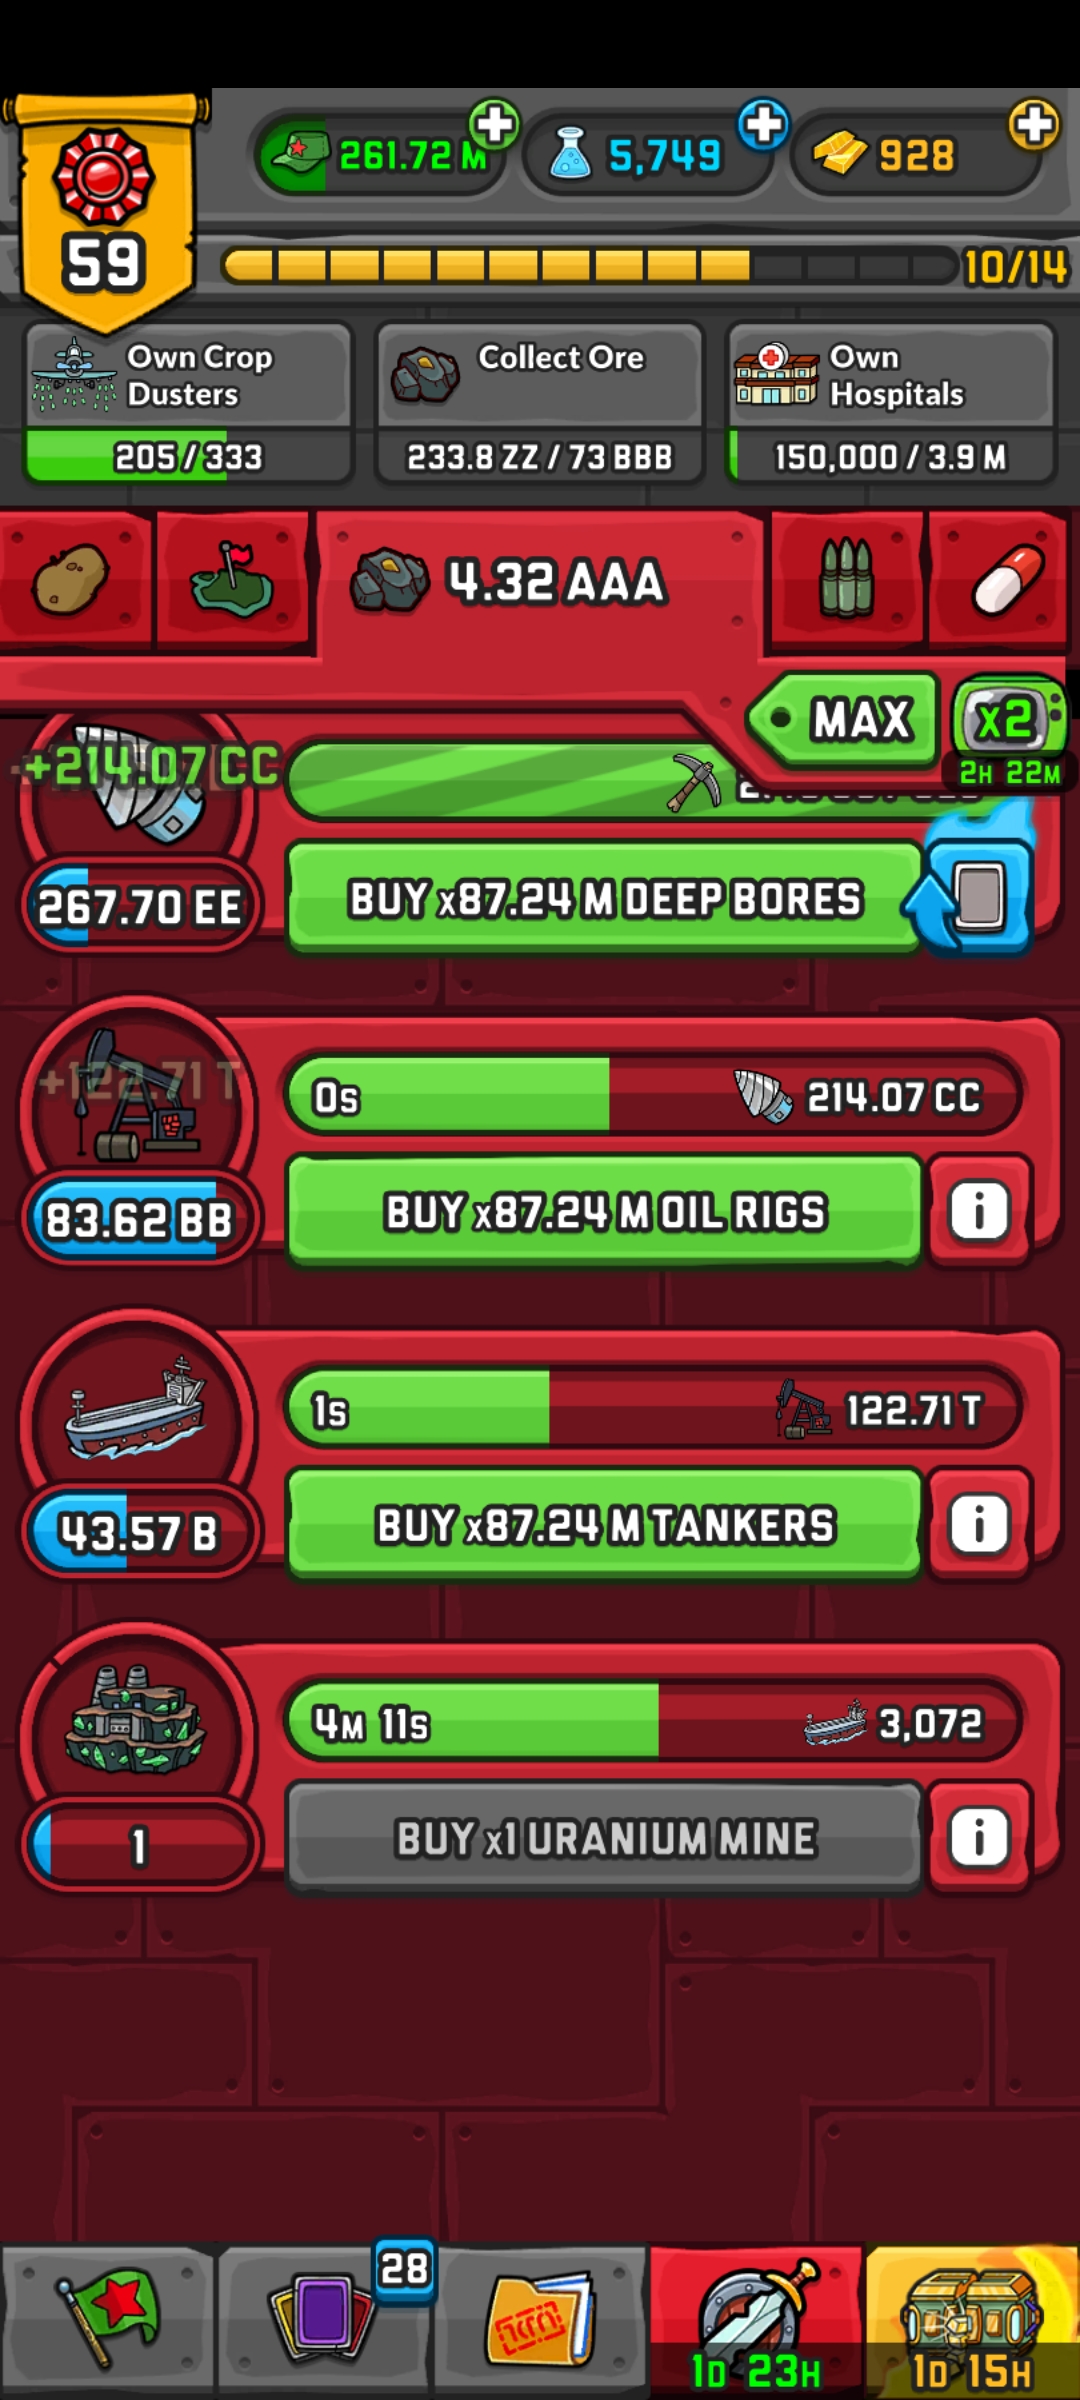 261.72 M
5,749
928
59
10/14
Own Crop
Dusters
Collect Ore
Own
Hospitals
205/333
233.8 ZZ / 73 BBB
150,000 / 3.9 M
4.32 AAA
MAX
x2
2H 22M
+214.07 CC
267.70 EE
BUY x87.24 M DEEP BORES
+122.71 T
0s
214.07 CC
83.62 BB
BUY x87.24 M OIL RIGS
i
1s
122.71 T
43.57 B
BUY x87.24 M TANKERS
i
4M 11s
3,072
1
BUY x1 URANIUM MINE
i
28
1D 23H
1D 15H